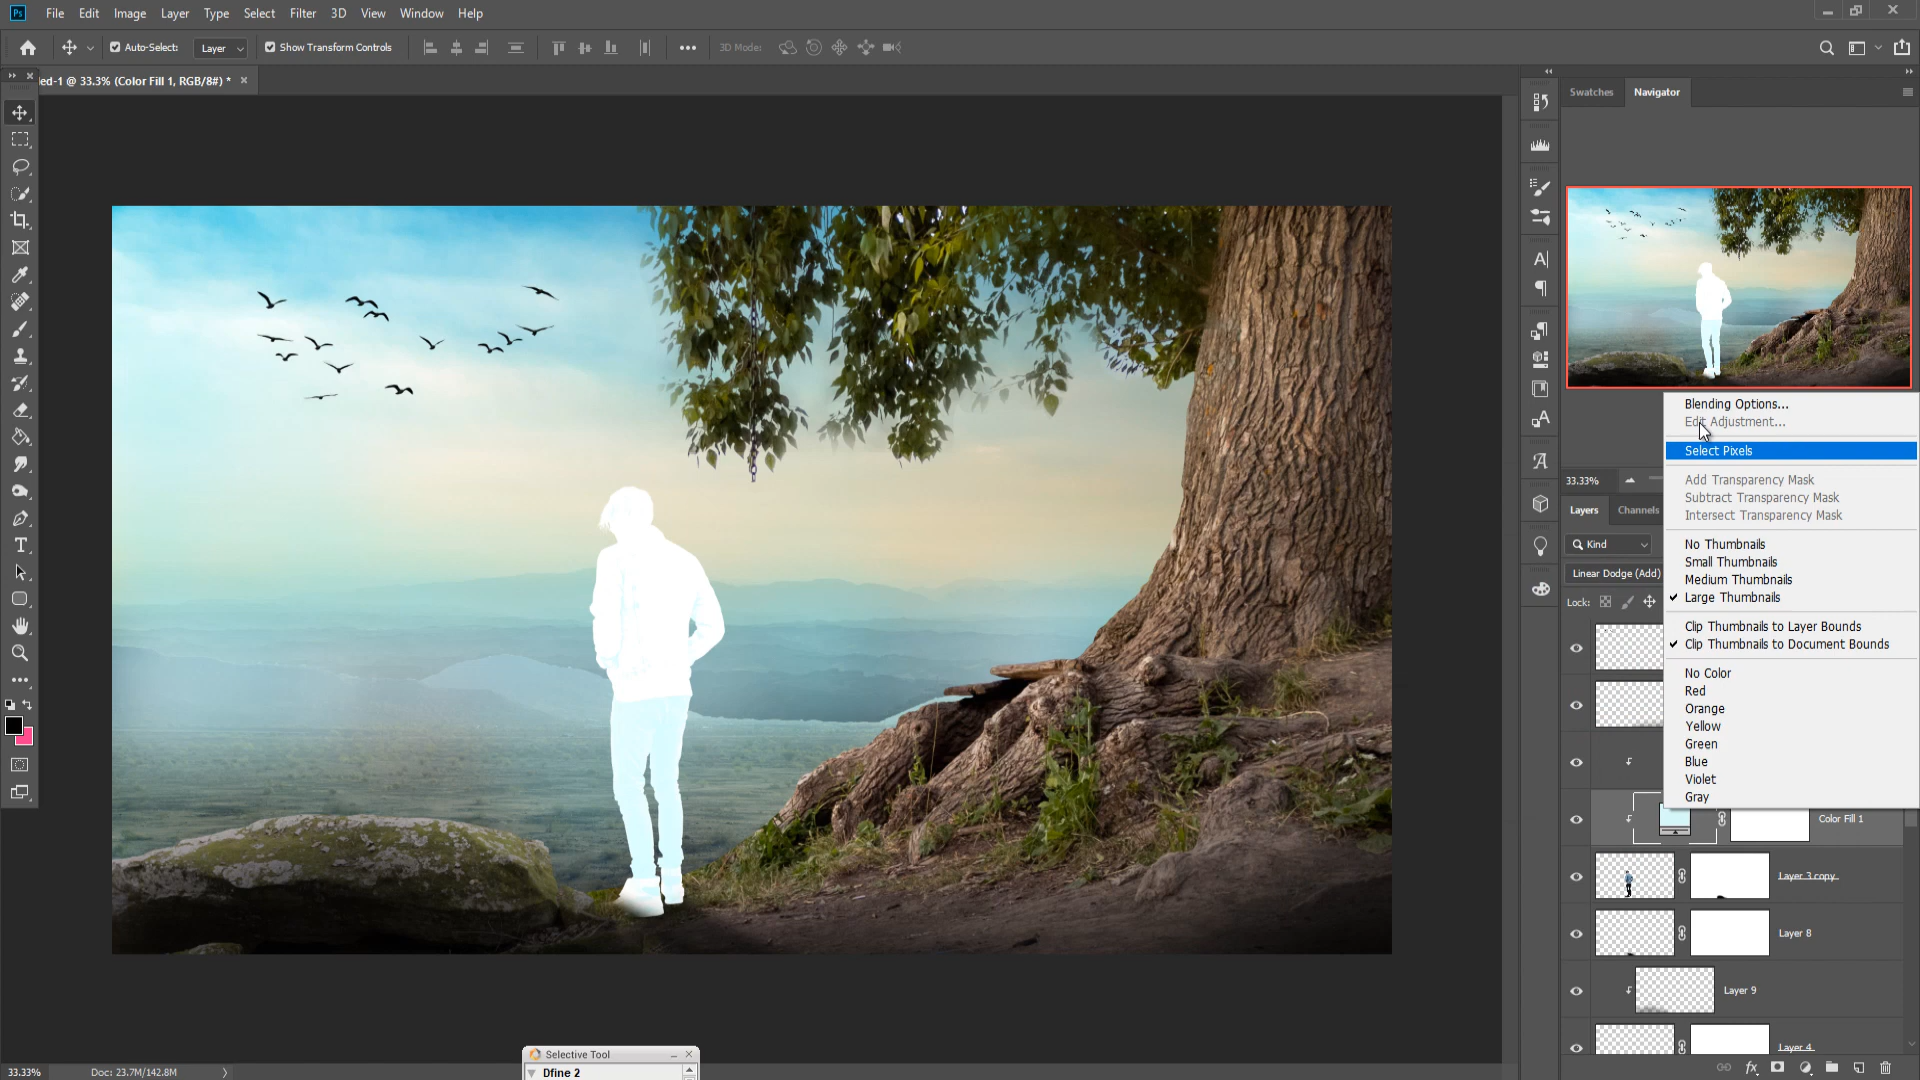 Ps File Edit Image Layer Type Select Filter 3D View Window Help
Auto-Select: Layer Show Transform Controls 3D Mode:
ed-1 @ 33.3% (Color Fill 1, RGB/8#) *
Swatches Navigator
Blending Options...
Edit Adjustment...
Select Pixels
33.33%
Add Transparency Mask
Subtract Transparency Mask
Intersect Transparency Mask
Layers Channels
Kind
No Thumbnails
Small Thumbnails
Medium Thumbnails
Large Thumbnails
Linear Dodge (Add)
Lock:
Clip Thumbnails to Layer Bounds
Clip Thumbnails to Document Bounds
No Color
Red
Orange
Yellow
Green
Blue
Violet
Gray
Color Fill 1
Layer 3 copy
Layer 8
Layer 9
Layer 4
Selective Tool
Dfine 2
33.33% Doc: 23.7M/142.8M